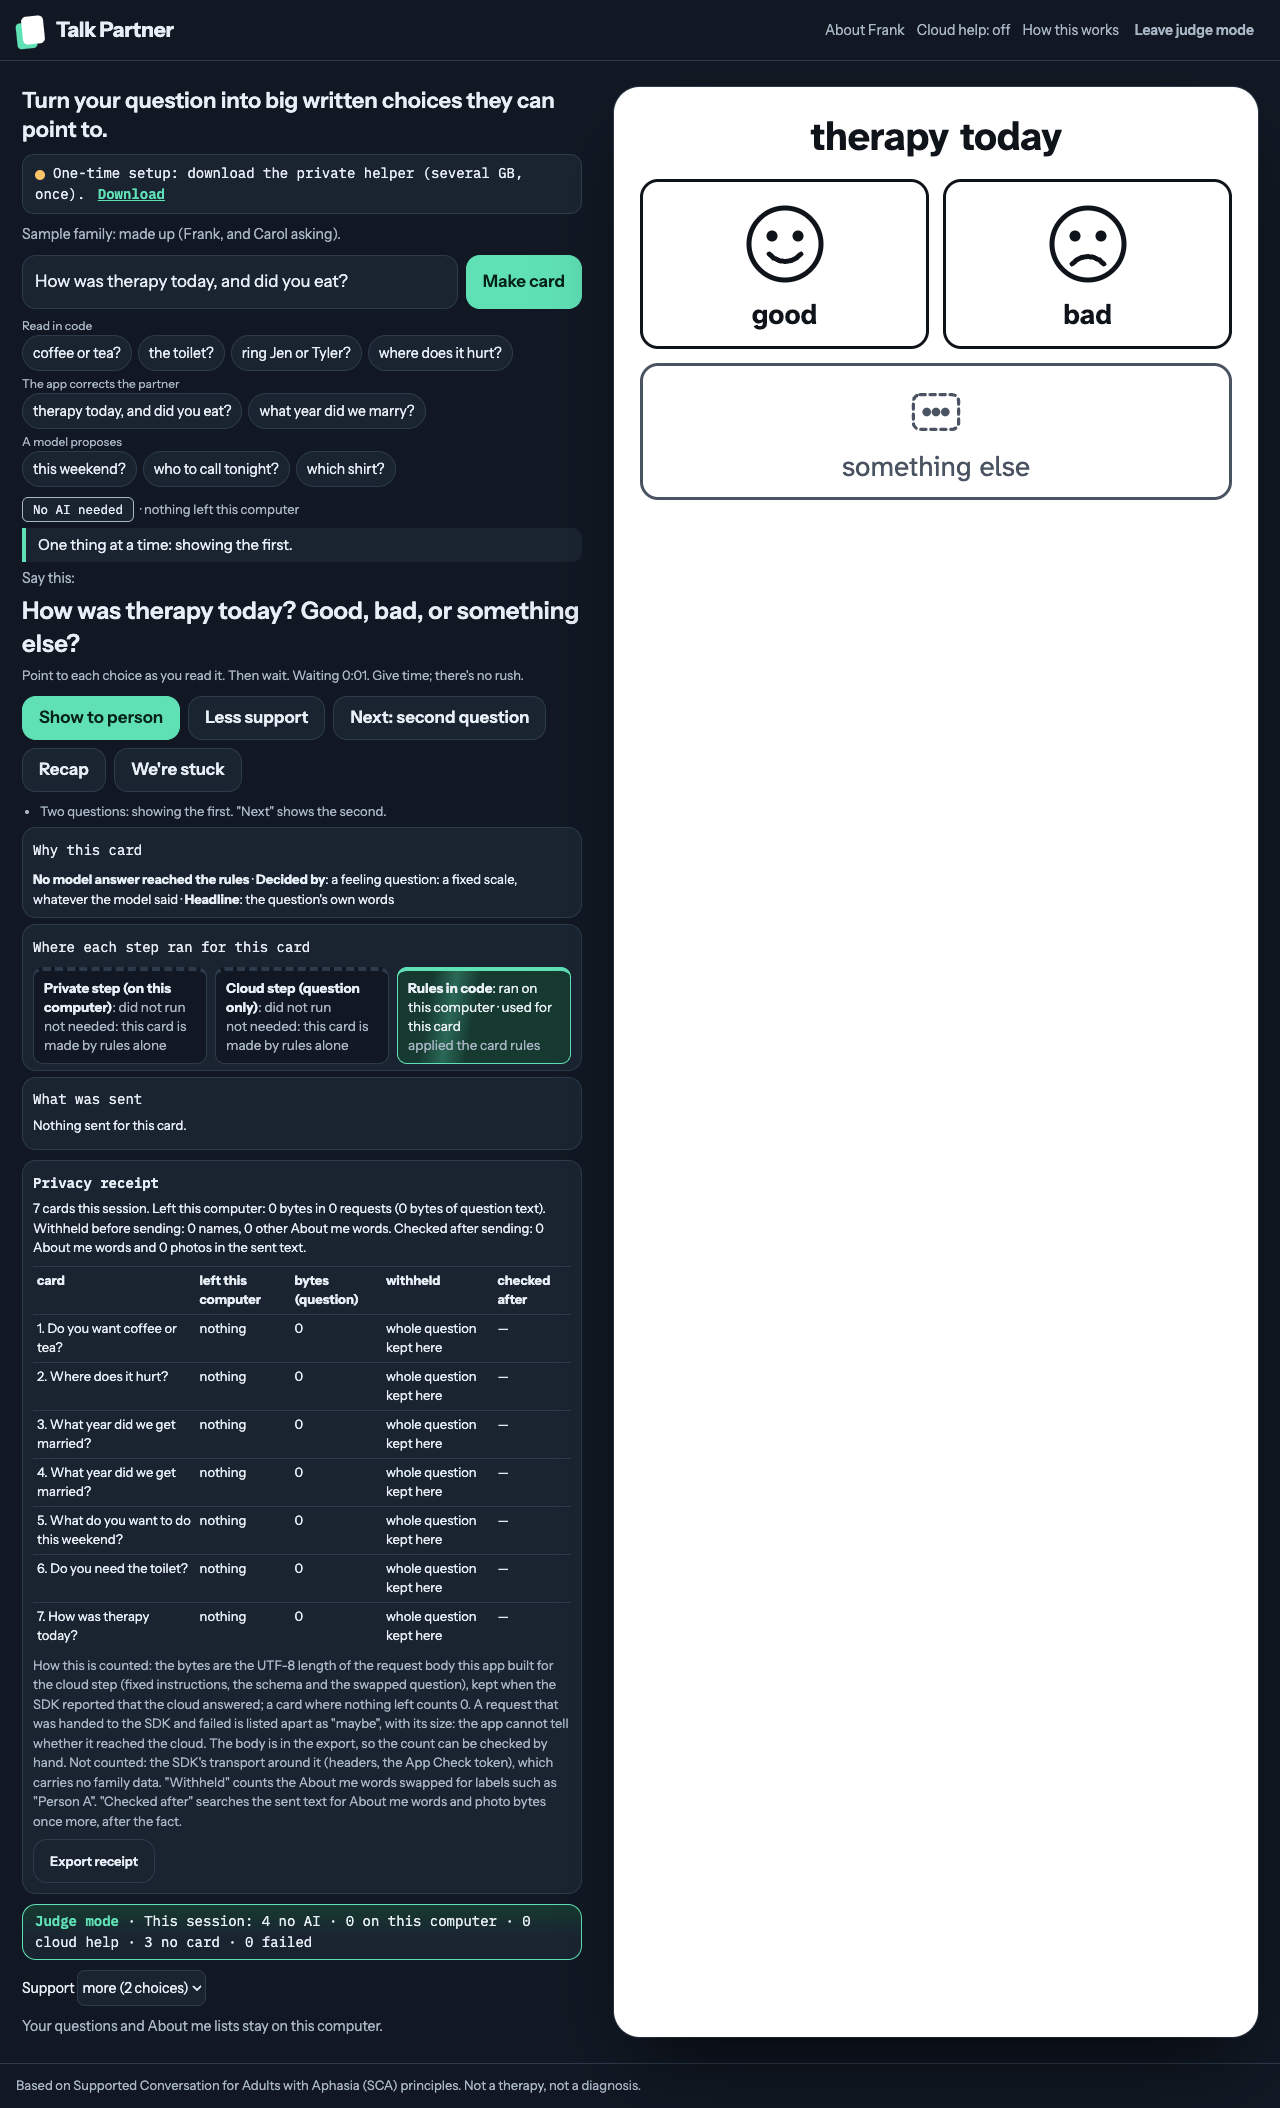 Talk Partner
About Frank Cloud help: off How this works Leave judge mode
Turn your question into big written choices they can
point to.
One-time setup: download the private helper (several GB,
once). Download
Sample family: made up (Frank, and Carol asking).
How was therapy today, and did you eat? Make card
Read in code
coffee or tea? the toilet? ring Jen or Tyler? where does it hurt?
The app corrects the partner
therapy today, and did you eat? what year did we marry?
A model proposes
this weekend? who to call tonight? which shirt?
No AI needed · nothing left this computer
One thing at a time: showing the first.
Say this:
How was therapy today? Good, bad, or something
else?
Point to each choice as you read it. Then wait. Waiting 0:01. Give time; there's no rush.
Show to person Less support Next: second question
Recap We're stuck
• Two questions: showing the first. "Next" shows the second.
Why this card
No model answer reached the rules · Decided by: a feeling question: a fixed scale,
whatever the model said · Headline: the question's own words
Where each step ran for this card
Private step (on this
computer): did not run
not needed: this card is
made by rules alone
Cloud step (question
only): did not run
not needed: this card is
made by rules alone
Rules in code: ran on
this computer · used for
this card
applied the card rules
What was sent
Nothing sent for this card.
Privacy receipt
7 cards this session. Left this computer: 0 bytes in 0 requests (0 bytes of question text).
Withheld before sending: 0 names, 0 other About me words. Checked after sending: 0
About me words and 0 photos in the sent text.
card left this computer bytes (question) withheld checked after
1. Do you want coffee or tea? nothing 0 whole question kept here —
2. Where does it hurt? nothing 0 whole question kept here —
3. What year did we get married? nothing 0 whole question kept here —
4. What year did we get married? nothing 0 whole question kept here —
5. What do you want to do this weekend? nothing 0 whole question kept here —
6. Do you need the toilet? nothing 0 whole question kept here —
7. How was therapy today? nothing 0 whole question kept here —
How this is counted: the bytes are the UTF-8 length of the request body this app built for
the cloud step (fixed instructions, the schema and the swapped question), kept when the
SDK reported that the cloud answered; a card where nothing left counts 0. A request that
was handed to the SDK and failed is listed apart as "maybe", with its size: the app cannot tell
whether it reached the cloud. The body is in the export, so the count can be checked by
hand. Not counted: the SDK's transport around it (headers, the App Check token), which
carries no family data. "Withheld" counts the About me words swapped for labels such as
"Person A". "Checked after" searches the sent text for About me words and photo bytes
once more, after the fact.
Export receipt
Judge mode · This session: 4 no AI · 0 on this computer · 0
cloud help · 3 no card · 0 failed
Support more (2 choices)
Your questions and About me lists stay on this computer.
therapy today
good bad
something else
Based on Supported Conversation for Adults with Aphasia (SCA) principles. Not a therapy, not a diagnosis.